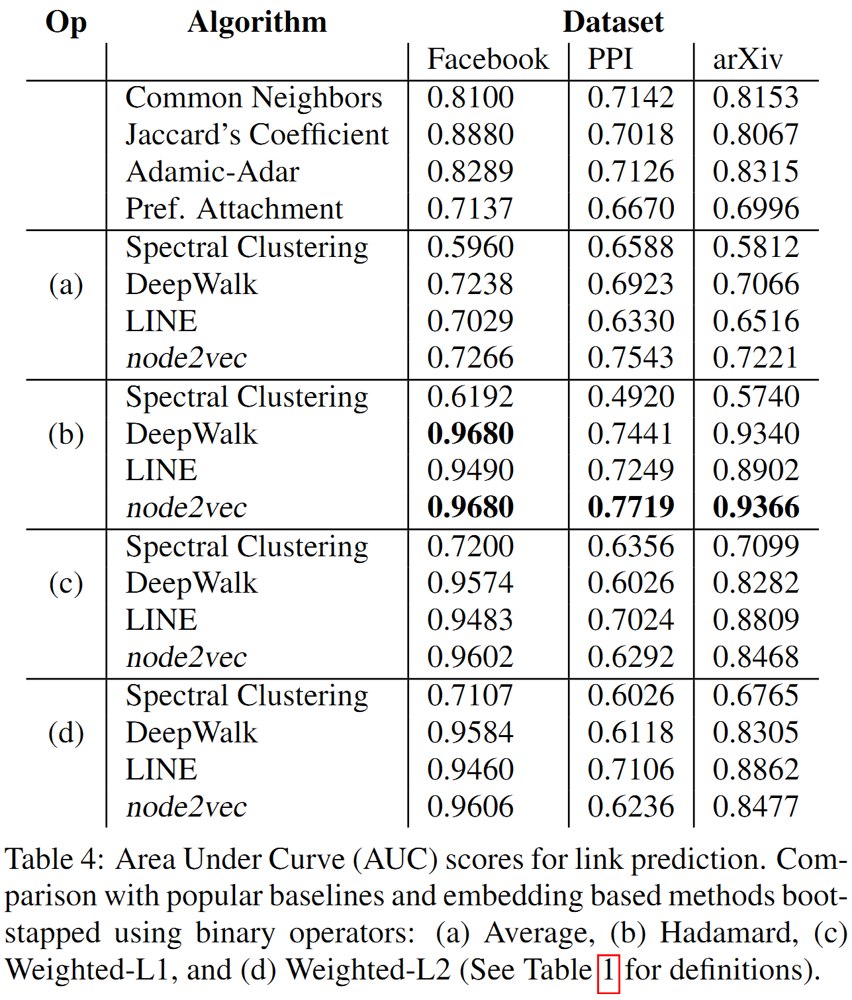 Op Algorithm Dataset
Facebook PPI arXiv
Common Neighbors 0.8100 0.7142 0.8153
Jaccard’s Coefficient 0.8880 0.7018 0.8067
Adamic-Adar 0.8289 0.7126 0.8315
Pref. Attachment 0.7137 0.6670 0.6996
Spectral Clustering 0.5960 0.6588 0.5812
(a) DeepWalk 0.7238 0.6923 0.7066
LINE 0.7029 0.6330 0.6516
node2vec 0.7266 0.7543 0.7221
Spectral Clustering 0.6192 0.4920 0.5740
(b) DeepWalk 0.9680 0.7441 0.9340
LINE 0.9490 0.7249 0.8902
node2vec 0.9680 0.7719 0.9366
Spectral Clustering 0.7200 0.6356 0.7099
(c) DeepWalk 0.9574 0.6026 0.8282
LINE 0.9483 0.7024 0.8809
node2vec 0.9602 0.6292 0.8468
Spectral Clustering 0.7107 0.6026 0.6765
(d) DeepWalk 0.9584 0.6118 0.8305
LINE 0.9460 0.7106 0.8862
node2vec 0.9606 0.6236 0.8477
Table 4: Area Under Curve (AUC) scores for link prediction. Com-
parison with popular baselines and embedding based methods boot-
stapped using binary operators: (a) Average, (b) Hadamard, (c)
Weighted-L1, and (d) Weighted-L2 (See Table 1 for definitions).